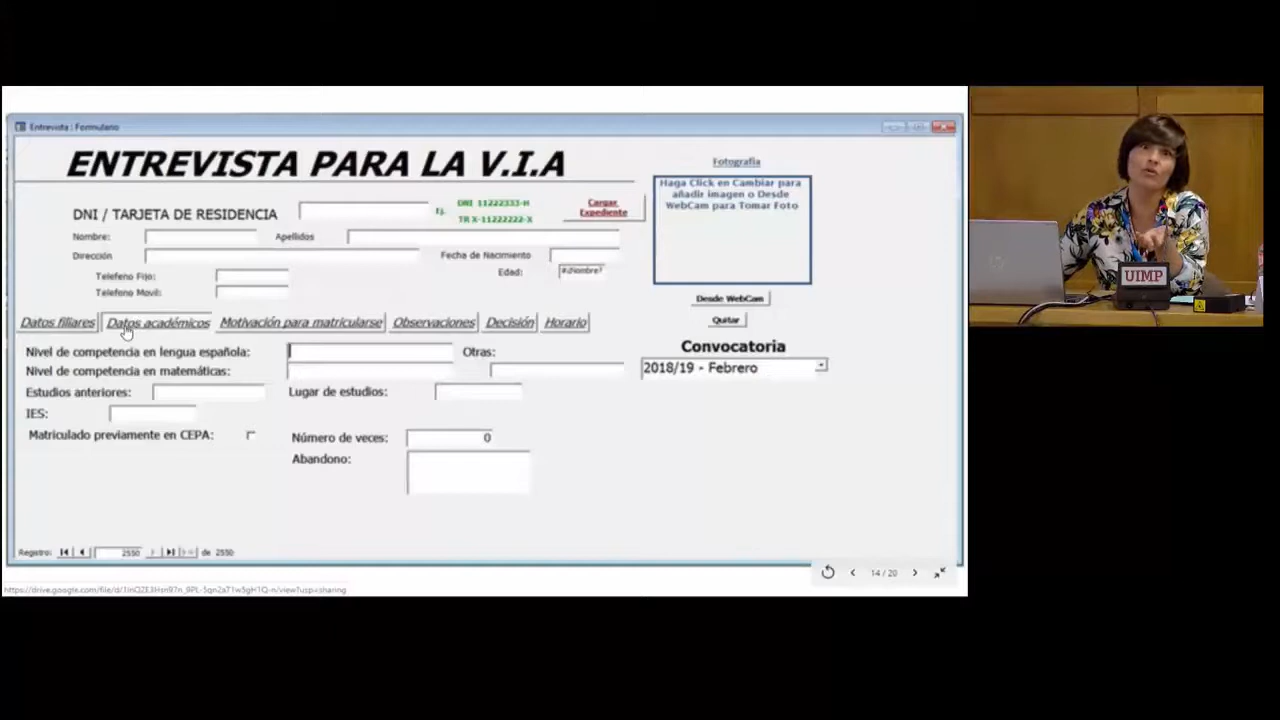 Entrevista : Formulario
ENTREVISTA PARA LA V.I.A
Fotografía
Haga Click en Cambiar para
añadir imagen o Desde
WebCam para Tomar Foto
DNI / TARJETA DE RESIDENCIA
Ej.
DNI 11222333-H
TR X-11222222-X
Cargar
Expediente
Nombre:
Apellidos
Dirección
Fecha de Nacimiento
Telefeno Fijo:
Edad:
#¿Nombre?
Telefono Movil:
Desde WebCam
Quitar
Datos filiares
Datos académicos
Motivación para matricularse
Observaciones
Decisión
Horario
Convocatoria
2018/19 - Febrero
Nivel de competencia en lengua española:
Otras:
Nivel de competencia en matemáticas:
Estudios anteriores:
Lugar de estudios:
IES:
Matriculado previamente en CEPA:
Número de veces:
0
Abandono:
Registro:
2550
de 2550
14 / 20
UIMP